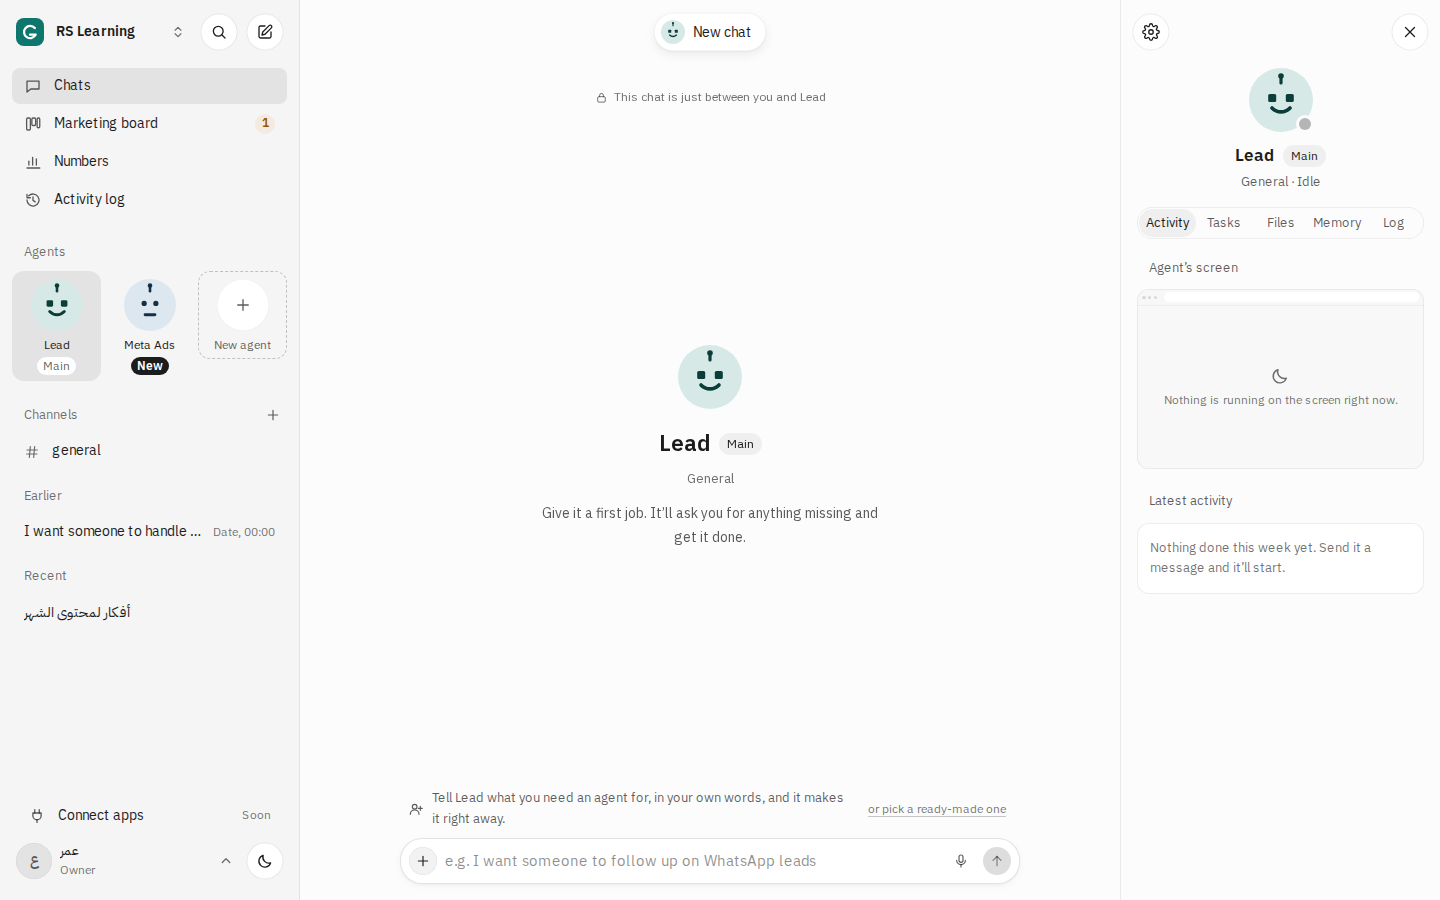 RS Learning
Chats
Marketing board
1
Numbers
Activity log
Agents
Lead
Main
Meta Ads
New
New agent
Channels
general
Earlier
I want someone to handle ...
Date, 00:00
Recent
أفكار لمحتوى الشهر
Connect apps
Soon
ع
عمر
Owner
New chat
This chat is just between you and Lead
Lead
Main
General
Give it a first job. It’ll ask you for anything missing and
get it done.
Tell Lead what you need an agent for, in your own words, and it makes
it right away.
or pick a ready-made one
e.g. I want someone to follow up on WhatsApp leads
Lead
Main
General · Idle
Activity
Tasks
Files
Memory
Log
Agent’s screen
Nothing is running on the screen right now.
Latest activity
Nothing done this week yet. Send it a
message and it’ll start.